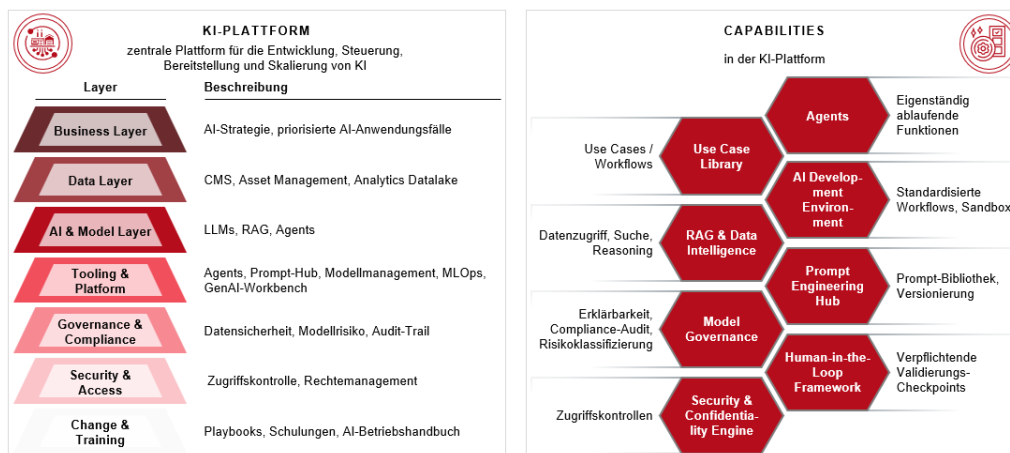 KI-PLATTFORM
zentrale Plattform für die Entwicklung, Steuerung,
Bereitstellung und Skalierung von KI
Layer
Beschreibung
Business Layer
AI-Strategie, priorisierte AI-Anwendungsfälle
Data Layer
CMS, Asset Management, Analytics Datalake
AI & Model Layer
LLMs, RAG, Agents
Tooling &
Platform
Agents, Prompt-Hub, Modellmanagement, MLOps,
GenAI-Workbench
Governance &
Compliance
Datensicherheit, Modellrisiko, Audit-Trail
Security &
Access
Zugriffskontrolle, Rechtemanagement
Change &
Training
Playbooks, Schulungen, AI-Betriebshandbuch
CAPABILITIES
in der KI-Plattform
Agents
Eigenständig
ablaufende
Funktionen
Use Cases /
Workflows
Use Case
Library
AI Develop-
ment
Environ-
ment
Standardisierte
Workflows, Sandbox
Datenzugriff, Suche,
Reasoning
RAG & Data
Intelligence
Prompt
Engineering
Hub
Prompt-Bibliothek,
Versionierung
Erklärbarkeit,
Compliance-Audit,
Risikoklassifizierung
Model
Governance
Human-in-the-
Loop
Framework
Verpflichtende
Validierungs-
Checkpoints
Zugriffskontrollen
Security &
Confidentia-
lity Engine